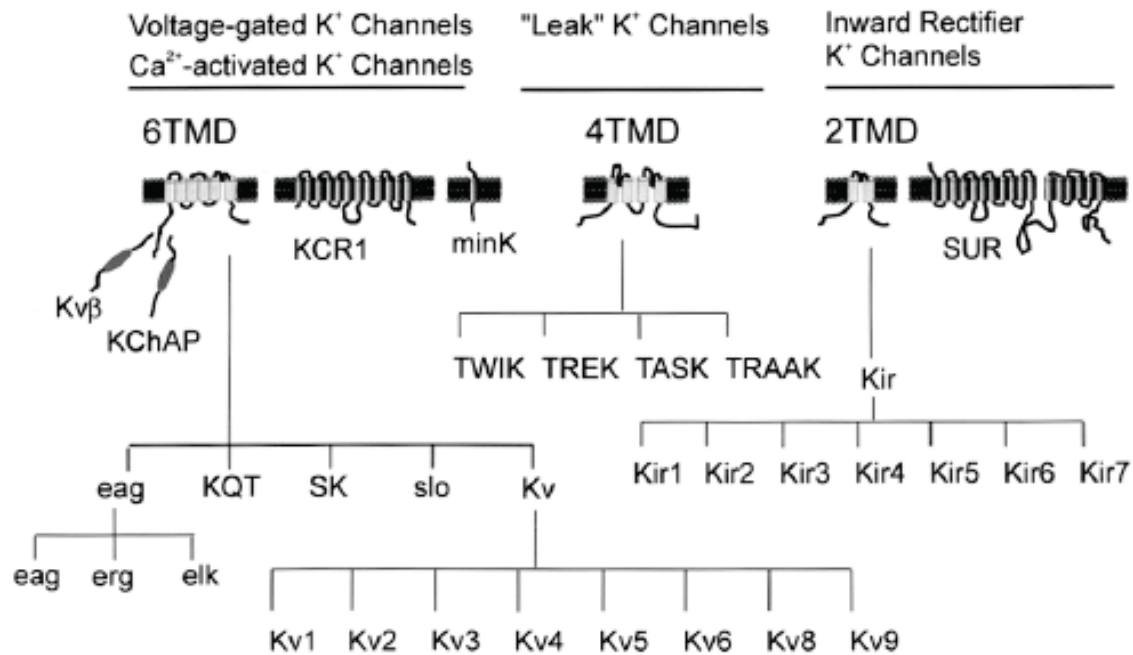 Voltage-gated K⁺ Channels
Ca²⁺-activated K⁺ Channels
"Leak" K⁺ Channels
Inward Rectifier
K⁺ Channels
6TMD
4TMD
2TMD
KCR1
minK
SUR
Kvβ
KChAP
TWIK TREK TASK TRAAK
Kir
Kir1 Kir2 Kir3 Kir4 Kir5 Kir6 Kir7
eag KQT SK slo Kv
eag erg elk
Kv1 Kv2 Kv3 Kv4 Kv5 Kv6 Kv8 Kv9